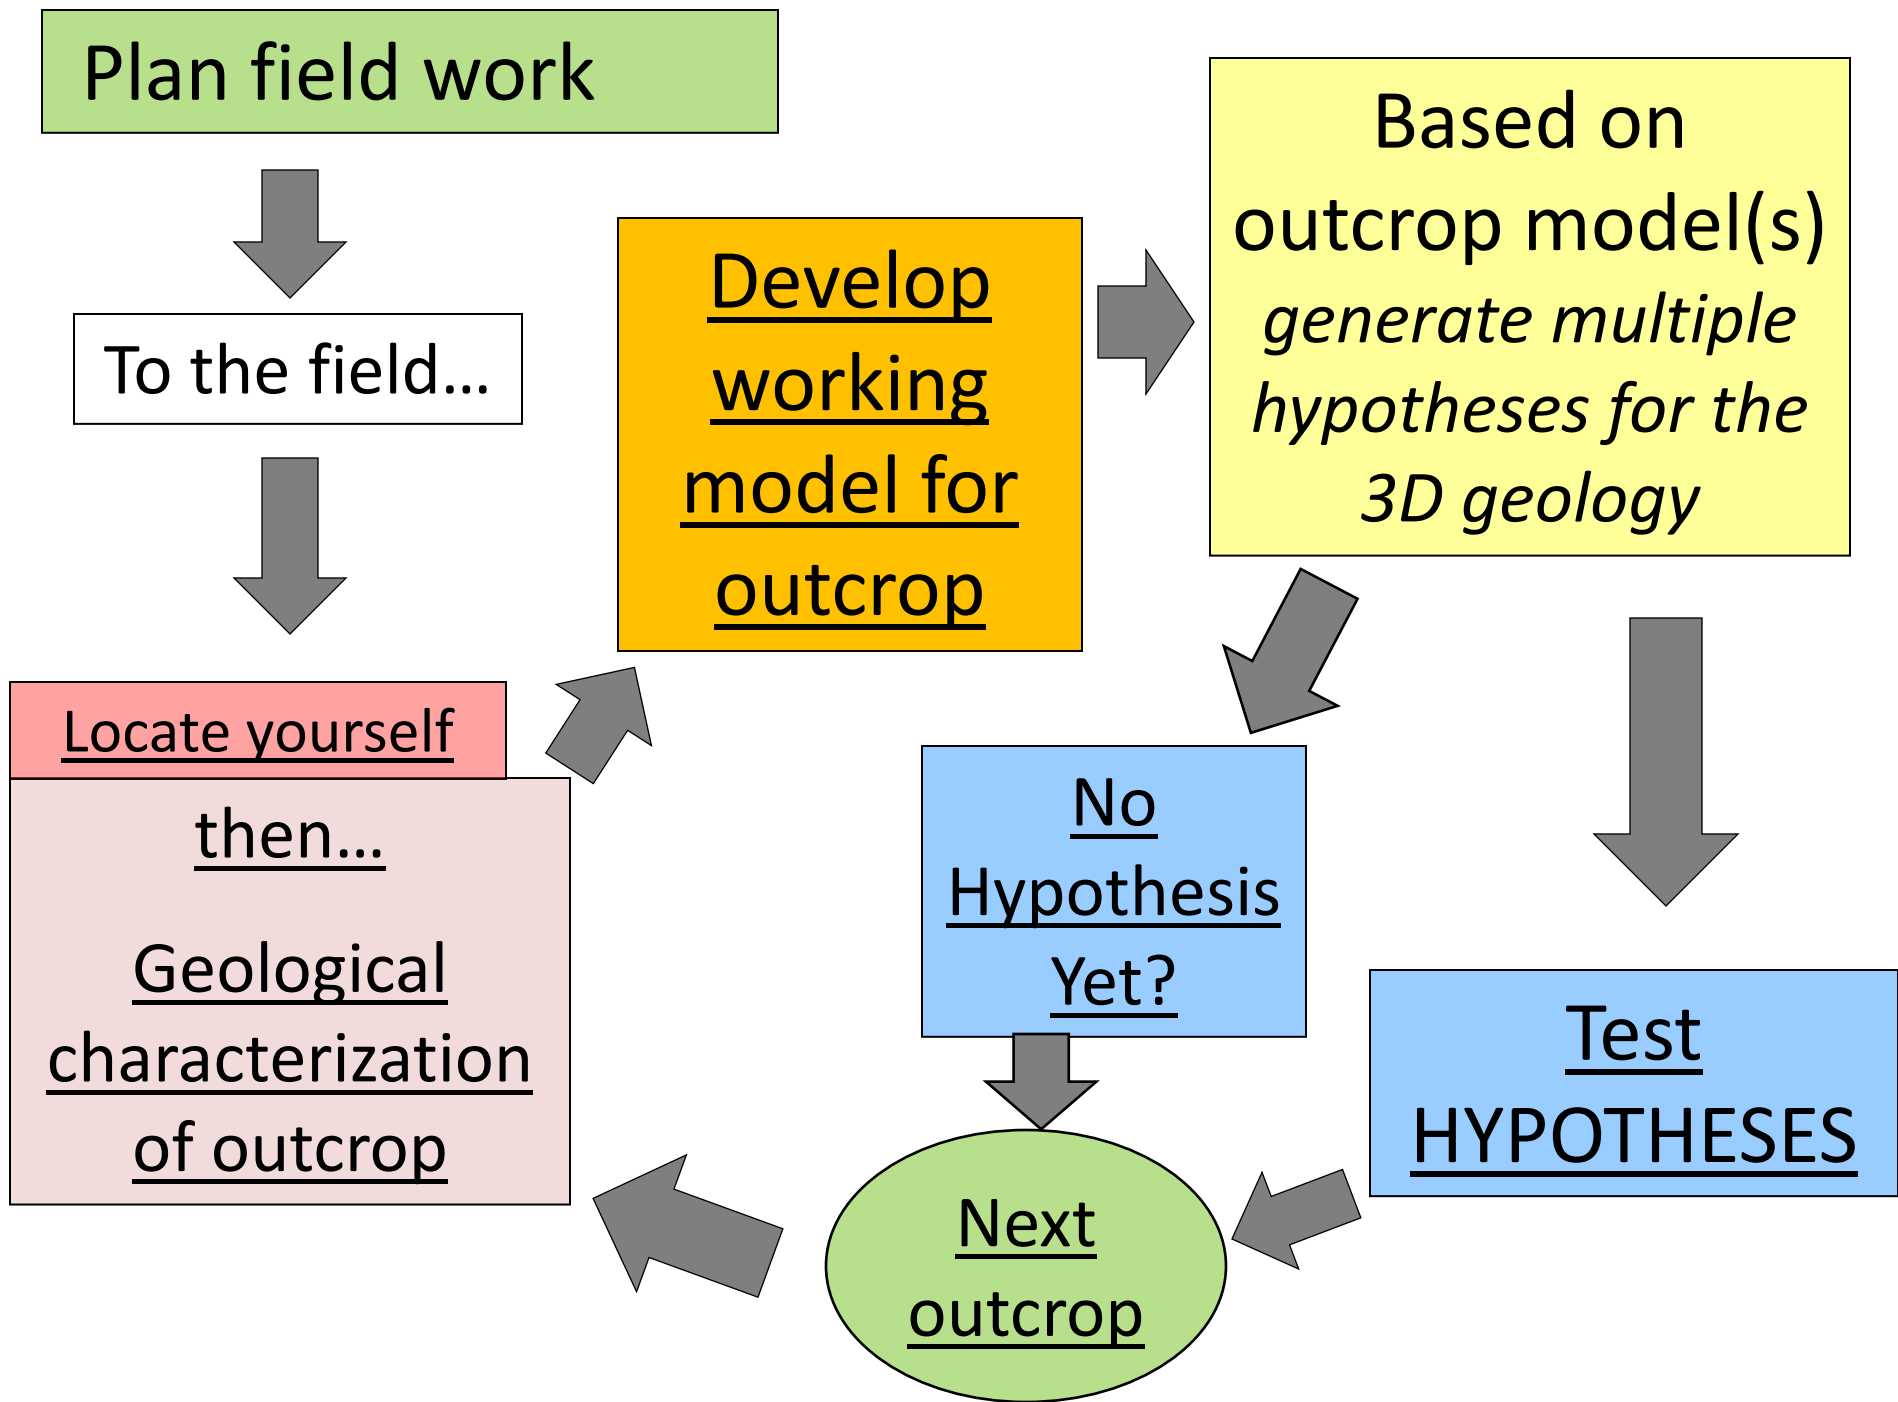 Plan field work
To the field…
Locate yourself
then…
Geological
characterization
of outcrop
Develop
working
model for
outcrop
Based on
outcrop model(s)
generate multiple
hypotheses for the
3D geology
No
Hypothesis
Yet?
Test
HYPOTHESES
Next
outcrop